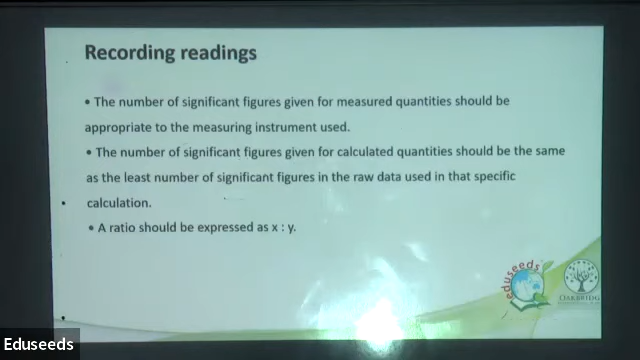 Recording readings
• The number of significant figures given for measured quantities should be
appropriate to the measuring instrument used.
• The number of significant figures given for calculated quantities should be the same
as the least number of significant figures in the raw data used in that specific
calculation.
• A ratio should be expressed as x : y.
eduseeds
OAKBRIDGE
Eduseeds